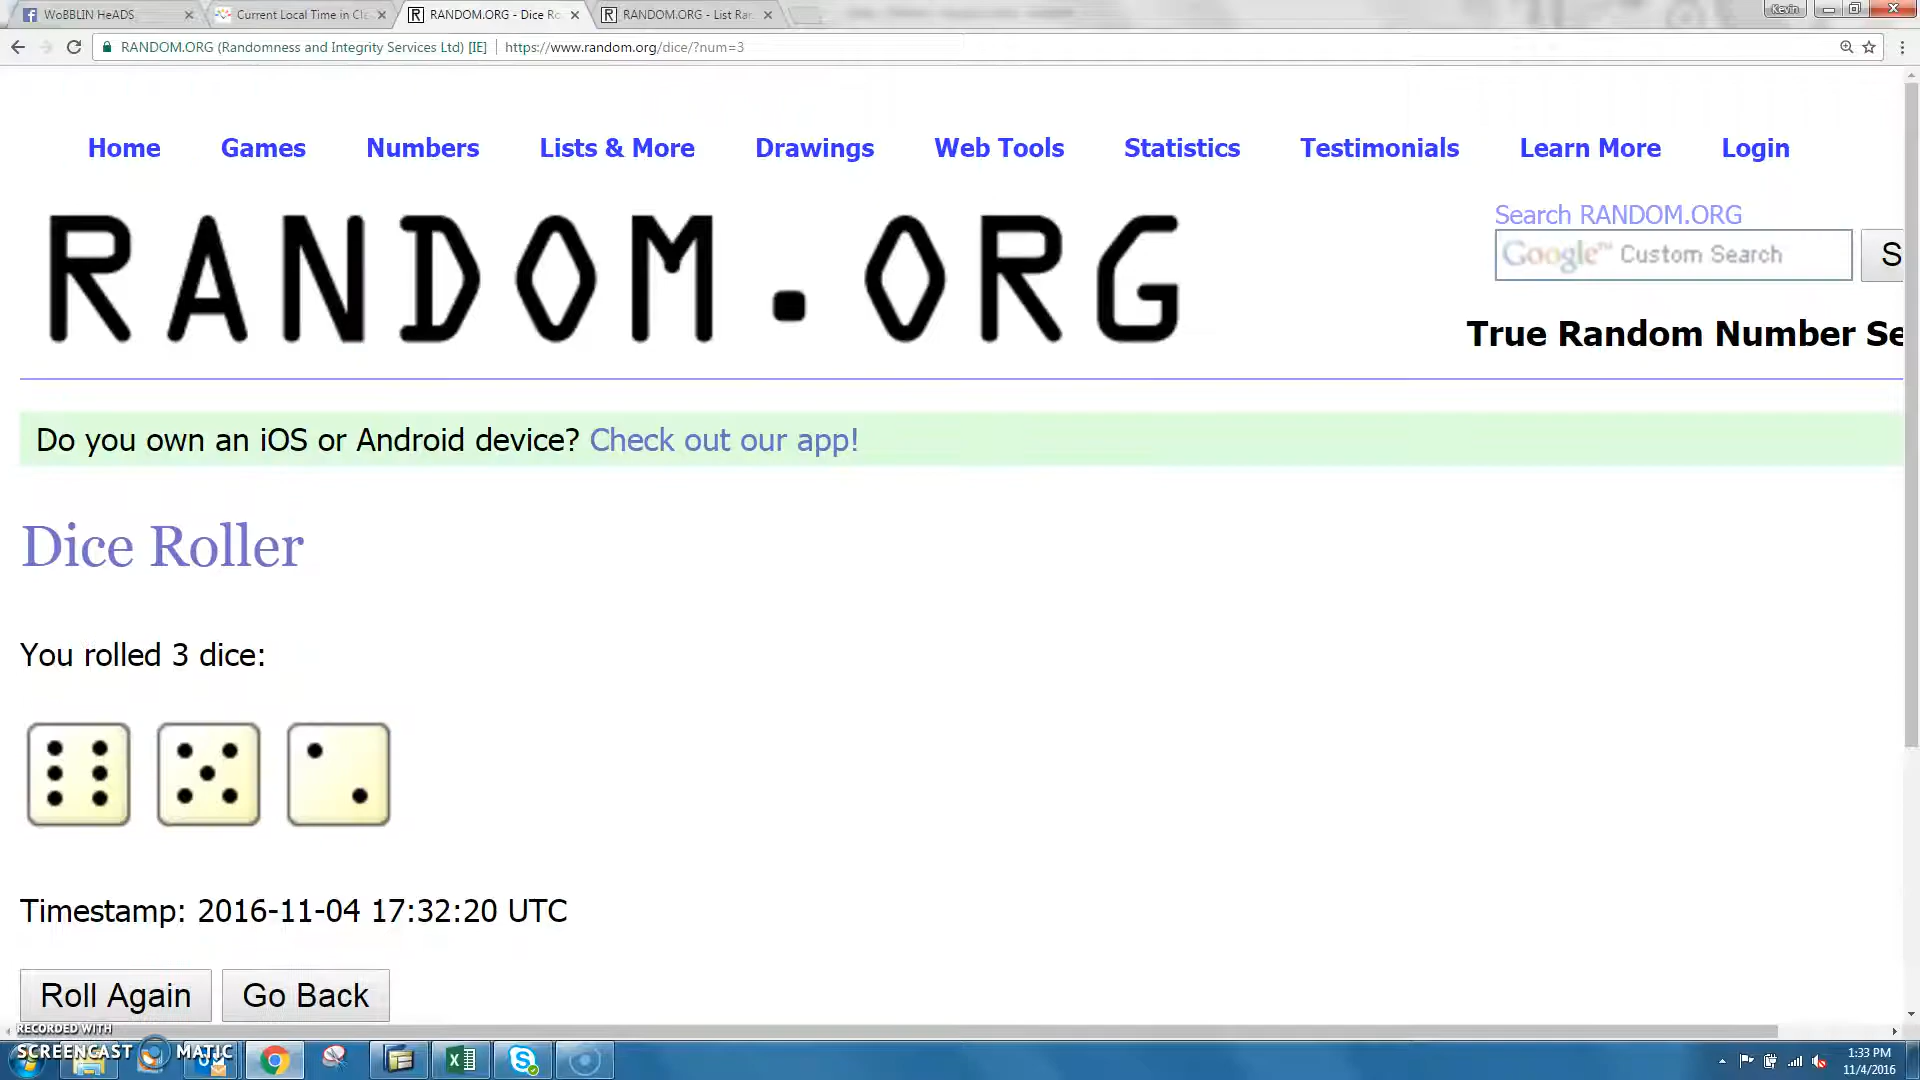 WoBBLIN HeADS
Current Local Time in Cle
RANDOM.ORG - Dice Ro
RANDOM.ORG - List Ran
Kevin
RANDOM.ORG (Randomness and Integrity Services Ltd) [IE]
https://www.random.org/dice/?num=3
Home Games Numbers Lists & More Drawings Web Tools Statistics Testimonials Learn More Login
RANDOM.ORG
Search RANDOM.ORG
Google™ Custom Search
S
True Random Number Se
Do you own an iOS or Android device? Check out our app!
Dice Roller
You rolled 3 dice:
Timestamp: 2016-11-04 17:32:20 UTC
Roll Again Go Back
RECORDED WITH
SCREENCAST MATIC
1:33 PM
11/4/2016